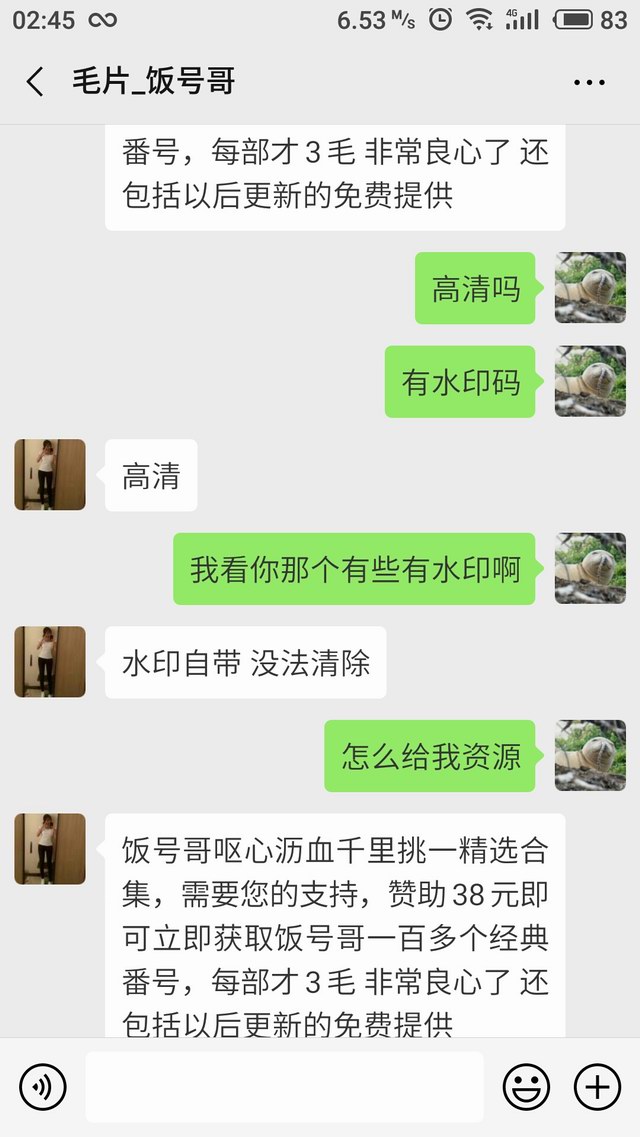 02:45 6.53 M/s 4G 83
毛片_饭号哥
番号，每部才3毛 非常良心了 还
包括以后更新的免费提供
高清吗
有水印码
高清
我看你那个有些有水印啊
水印自带 没法清除
怎么给我资源
饭号哥呕心沥血千里挑一精选合
集，需要您的支持，赞助38元即
可立即获取饭号哥一百多个经典
番号，每部才3毛 非常良心了 还
包括以后更新的免费提供